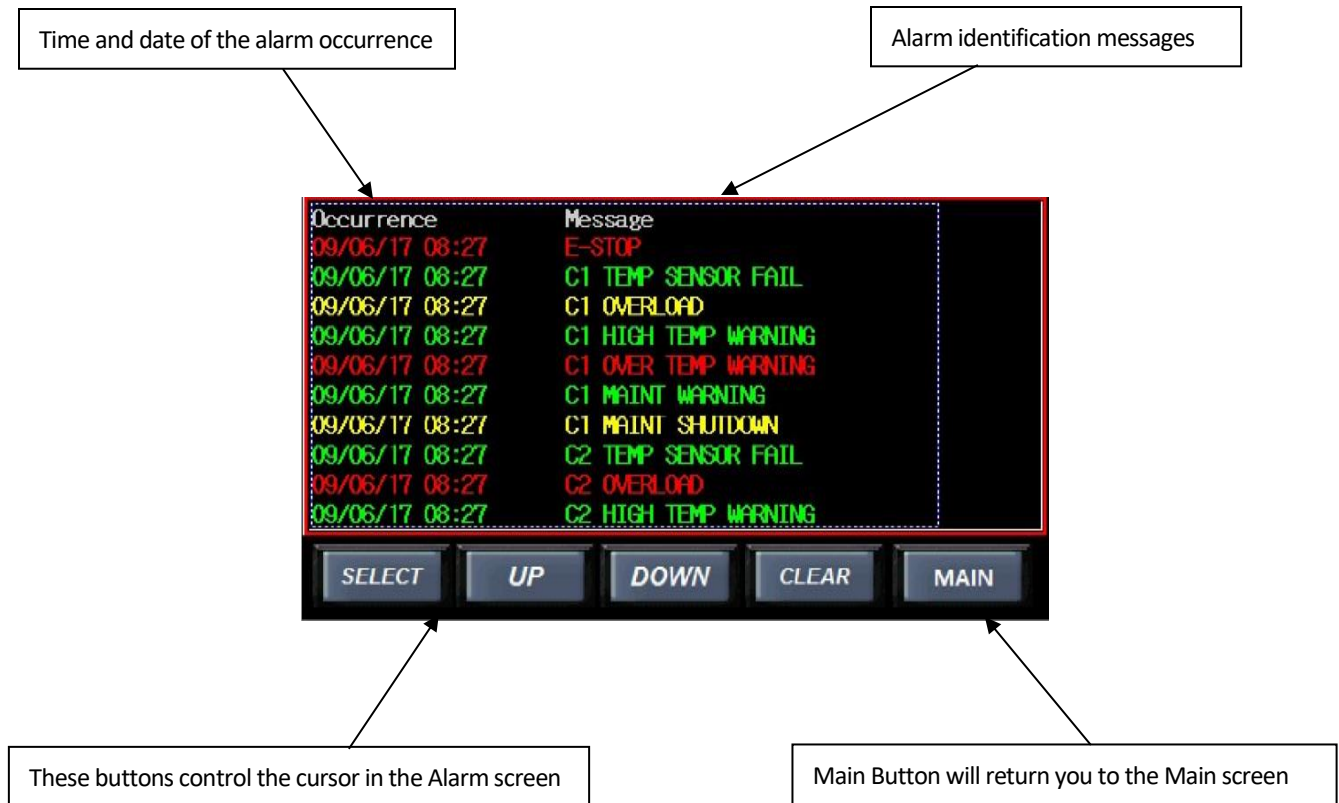 Time and date of the alarm occurrence
Alarm identification messages
Occurrence Message
09/06/17 08:27 E-STOP
09/06/17 08:27 C1 TEMP SENSOR FAIL
09/06/17 08:27 C1 OVERLOAD
09/06/17 08:27 C1 HIGH TEMP WARNING
09/06/17 08:27 C1 OVER TEMP WARNING
09/06/17 08:27 C1 MAINT WARNING
09/06/17 08:27 C1 MAINT SHUTDOWN
09/06/17 08:27 C2 TEMP SENSOR FAIL
09/06/17 08:27 C2 OVERLOAD
09/06/17 08:27 C2 HIGH TEMP WARNING
SELECT UP DOWN CLEAR MAIN
These buttons control the cursor in the Alarm screen
Main Button will return you to the Main screen